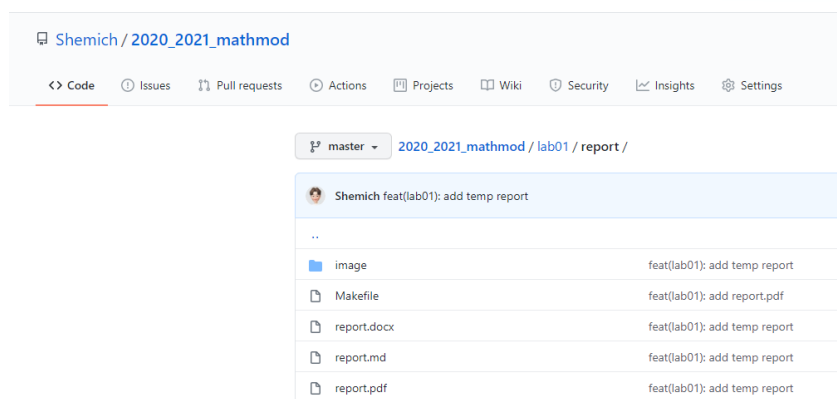 Shemich / 2020_2021_mathmod
Code Issues Pull requests Actions Projects Wiki Security Insights Settings
master 2020_2021_mathmod / lab01 / report /
Shemich feat(lab01): add temp report
..
image feat(lab01): add temp report
Makefile feat(lab01): add report.pdf
report.docx feat(lab01): add temp report
report.md feat(lab01): add temp report
report.pdf feat(lab01): add temp report